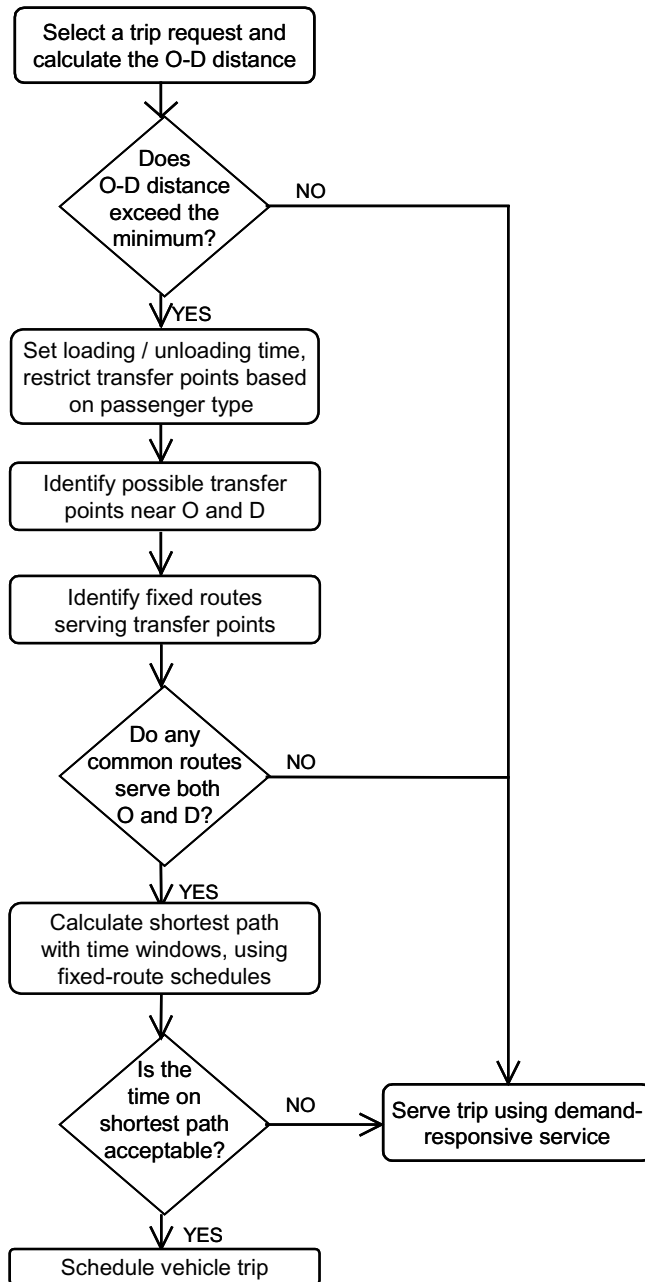 Select a trip request and
calculate the O-D distance
Does
O-D distance
exceed the
minimum?
NO
YES
Set loading / unloading time,
restrict transfer points based
on passenger type
Identify possible transfer
points near O and D
Identify fixed routes
serving transfer points
Do any
common routes
serve both
O and D?
NO
YES
Calculate shortest path
with time windows, using
fixed-route schedules
Is the
time on
shortest path
acceptable?
NO
Serve trip using demand-
responsive service
YES
Schedule vehicle trip